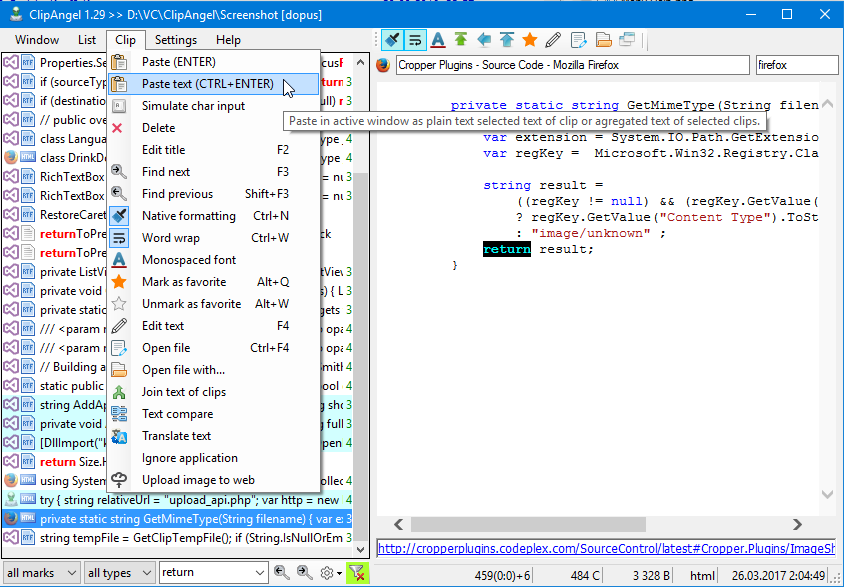 ClipAngel 1.29 >> D:\VC\ClipAngel\Screenshot [dopus]
Window List Clip Settings Help
Paste (ENTER)
Paste text (CTRL+ENTER)
Simulate char input
Delete
Edit title F2
Find next F3
Find previous Shift+F3
Native formatting Ctrl+N
Word wrap Ctrl+W
Monospaced font
Mark as favorite Alt+Q
Unmark as favorite Alt+W
Edit text F4
Open file Ctrl+F4
Open file with...
Join text of clips
Text compare
Translate text
Ignore application
Upload image to web
Paste in active window as plain text selected text of clip or agregated text of selected clips.
Properties.Se
if (sourceTyp
if (destination
// public ove
class Langua
class DrinkDo
RichTextBox
RichTextBox
RestoreCaret
returnToPre
returnToPre
private ListV
private void
private static
/// <param r
/// <param r
// Building a
static public
string AddAp
private void
[DllImport("k
return Size.H
using System
try { string relativeUrl = "upload_api.php"; var http = new 4
private static string GetMimeType(String filename) { var e 3
string tempFile = GetClipTempFile(); if (String.IsNullOrEm 3
all marks all types return
Cropper Plugins - Source Code - Mozilla Firefox firefox
private static string GetMimeType(String filen
var extension = System.IO.Path.GetExtensio
var regKey = Microsoft.Win32.Registry.Cla
string result =
((regKey != null) && (regKey.GetValue(
? regKey.GetValue("Content Type").ToSt
: "image/unknown" ;
return result;
}
http://cropperplugins.codeplex.com/SourceControl/latest#Cropper.Plugins/ImageSh
459(0:0)+6 484 C 3 328 B html 26.03.2017 2:04:49